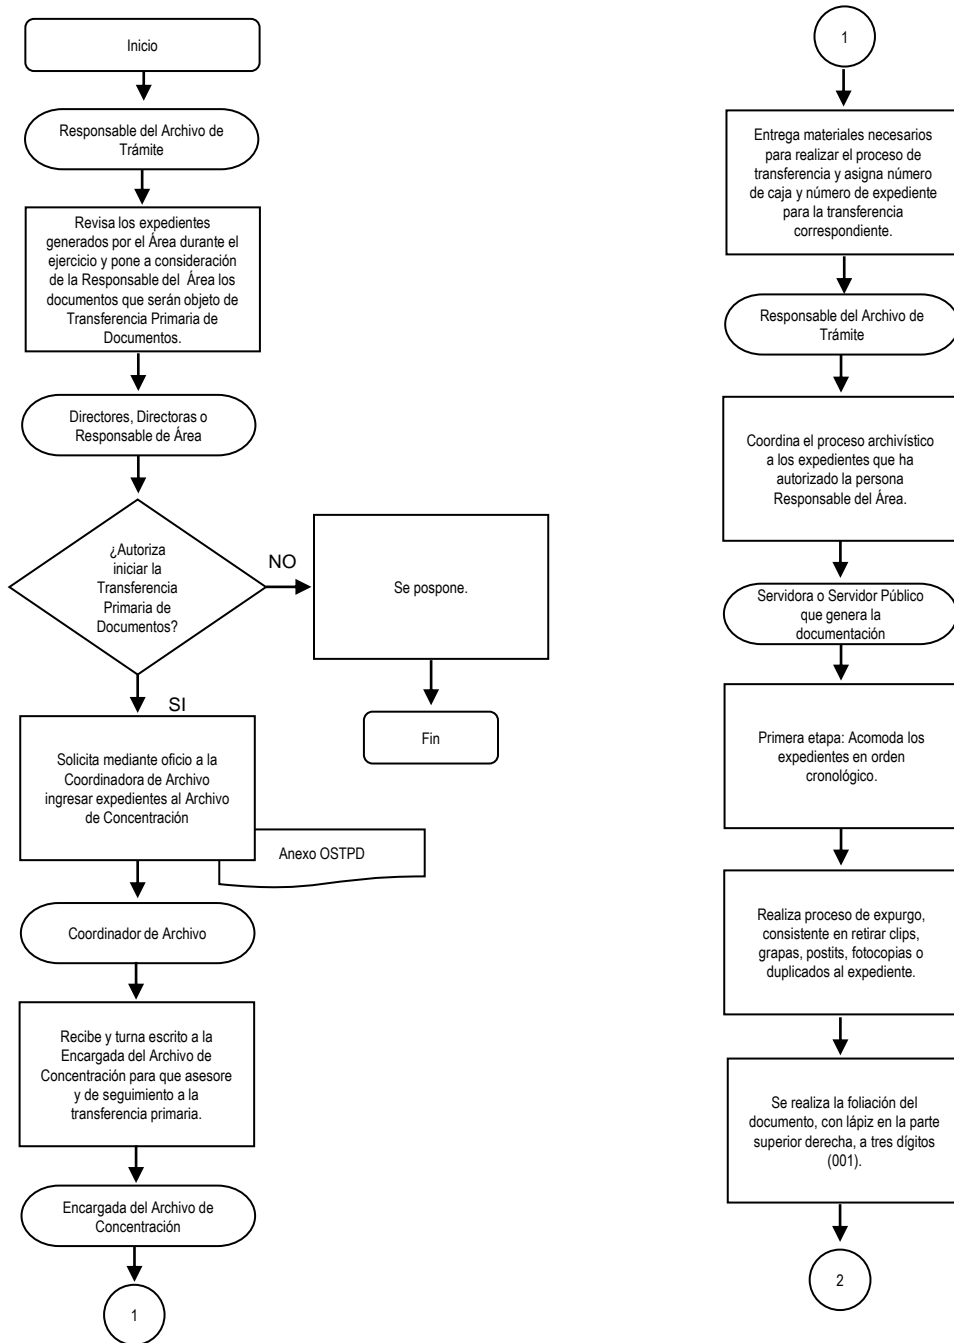 Inicio
Responsable del Archivo de
Trámite
Revisa los expedientes
generados por el Área durante el
ejercicio y pone a consideración
de la Responsable del Área los
documentos que serán objeto de
Transferencia Primaria de
Documentos.
Directores, Directoras o
Responsable de Área
¿Autoriza
iniciar la
Transferencia
Primaria de
Documentos?
NO
Se pospone.
Fin
SI
Solicita mediante oficio a la
Coordinadora de Archivo
ingresar expedientes al Archivo
de Concentración
Anexo OSTPD
Coordinador de Archivo
Recibe y turna escrito a la
Encargada del Archivo de
Concentración para que asesore
y de seguimiento a la
transferencia primaria.
Encargada del Archivo de
Concentración
1
1
Entrega materiales necesarios
para realizar el proceso de
transferencia y asigna número
de caja y número de expediente
para la transferencia
correspondiente.
Responsable del Archivo de
Trámite
Coordina el proceso archivístico
a los expedientes que ha
autorizado la persona
Responsable del Área.
Servidora o Servidor Público
que genera la
documentación
Primera etapa: Acomoda los
expedientes en orden
cronológico.
Realiza proceso de expurgo,
consistente en retirar clips,
grapas, postits, fotocopias o
duplicados al expediente.
Se realiza la foliación del
documento, con lápiz en la parte
superior derecha, a tres dígitos
(001).
2